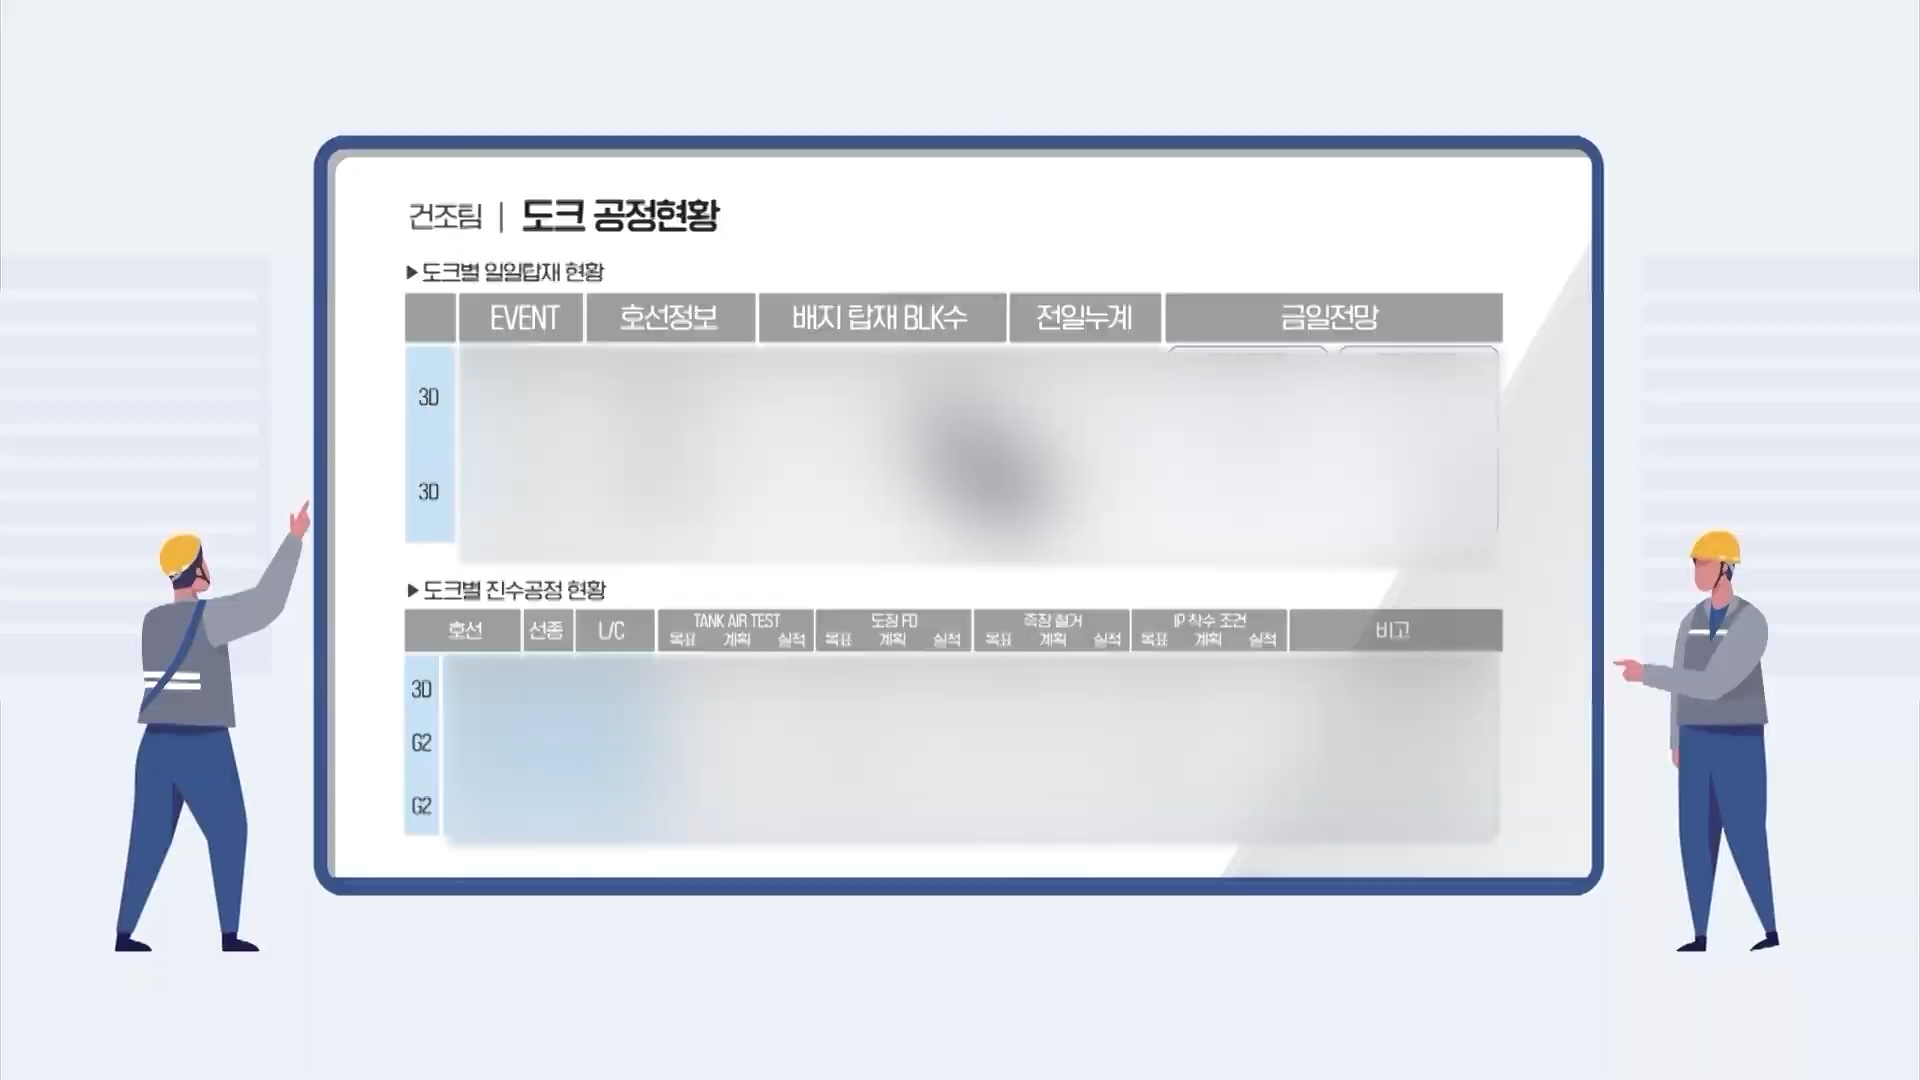 건조팀 | 도크 공정현황
▶도크별 일일탑재 현황
EVENT 호선정보 배지 탑재 BLK수 전일누계 금일전망
3D
3D
▶도크별 진수공정 현황
호선 선종 L/C TANK AIR TEST 목표 계획 실적 도장 FD 목표 계획 실적 족장 철거 목표 계획 실적 IP 착수 조건 목표 계획 실적 비고
3D
G2
G2